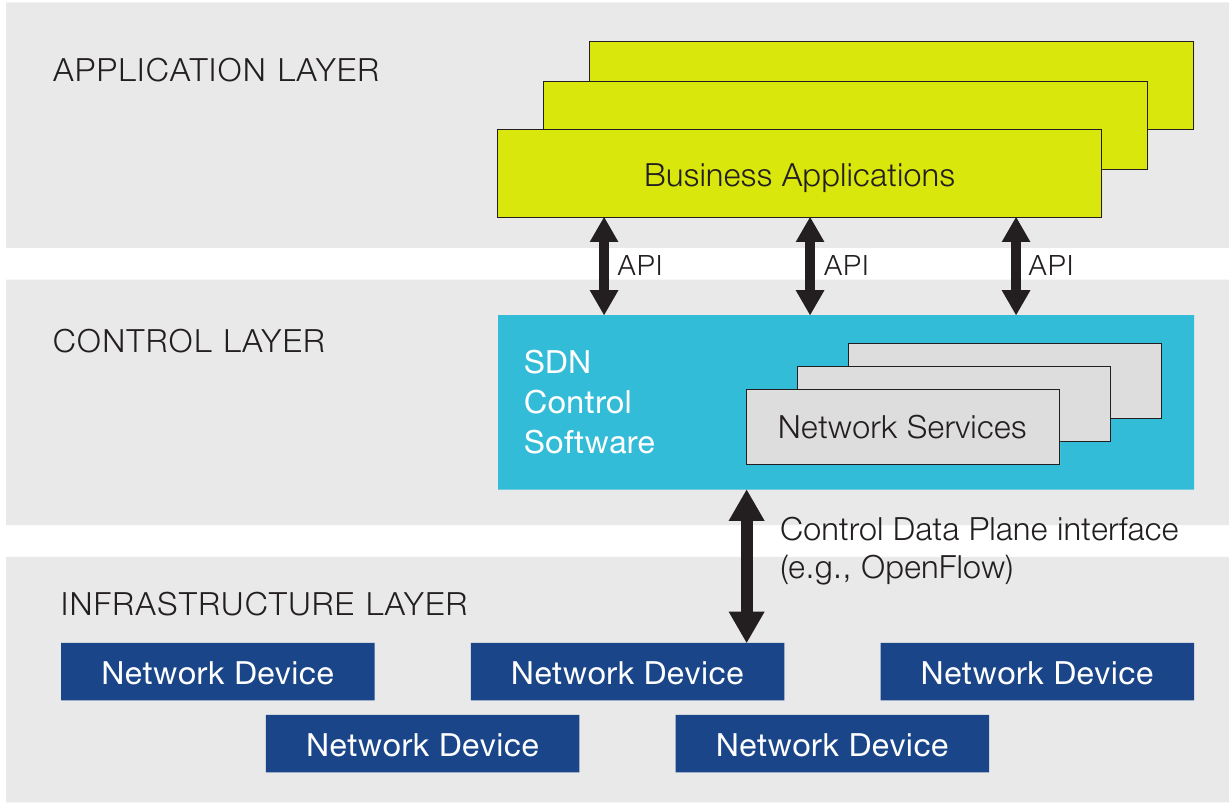 APPLICATION LAYER
Business Applications
API
API
API
CONTROL LAYER
SDN
Control
Software
Network Services
Control Data Plane interface
(e.g., OpenFlow)
INFRASTRUCTURE LAYER
Network Device
Network Device
Network Device
Network Device
Network Device